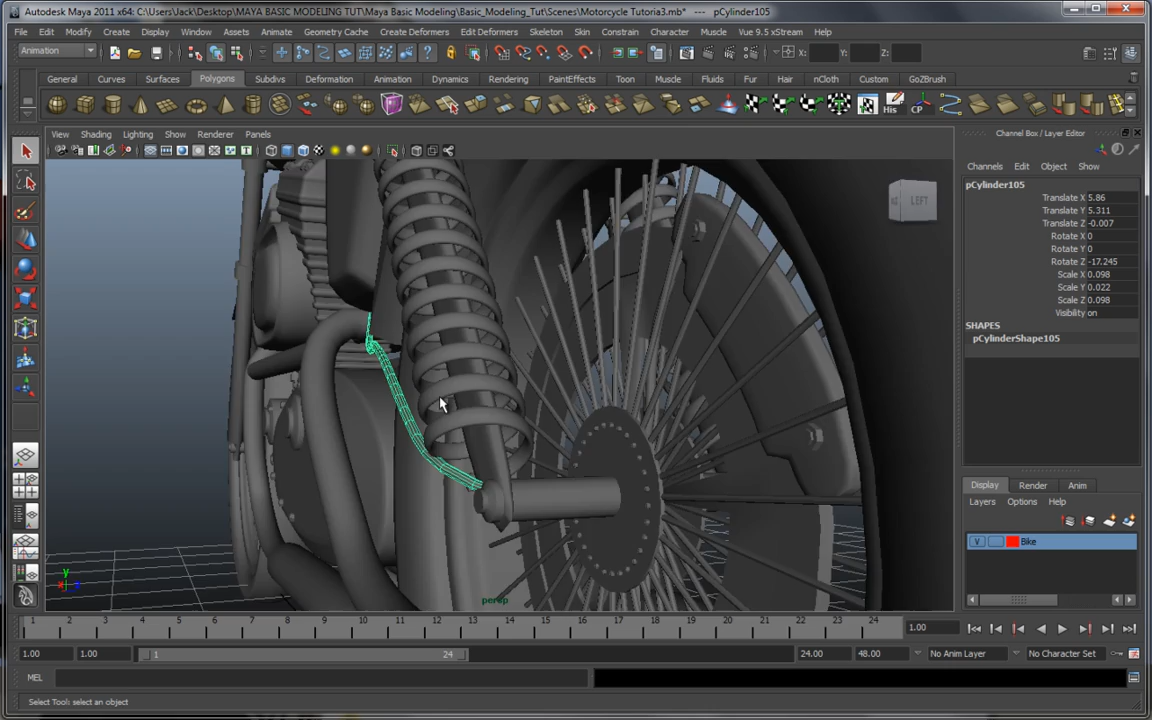 Autodesk Maya 2011 x64: C:\Users\Jack\Desktop\MAYA BASIC MODELING TUT\Maya Basic Modeling\Basic_Modeling_Tut\Scenes\Motorcycle Tutoria3.mb* --- pCylinder105
File Edit Modify Create Display Window Assets Animate Geometry Cache Create Deformers Edit Deformers Skeleton Skin Constrain Character Muscle Vue 9.5 xStream Help
Animation X: Y: Z:
General Curves Surfaces Polygons Subdivs Deformation Animation Dynamics Rendering PaintEffects Toon Muscle Fluids Fur Hair nCloth Custom GoZBrush
His CP
View Shading Lighting Show Renderer Panels
Channel Box / Layer Editor
Channels Edit Object Show
pCylinder105
Translate X 5.86
Translate Y 5.311
Translate Z -0.007
Rotate X 0
Rotate Y 0
Rotate Z -17.245
Scale X 0.098
Scale Y 0.022
Scale Z 0.098
Visibility on
SHAPES
pCylinderShape105
LEFT
Display Render Anim
Layers Options Help
V Bike
y
persp
1 2 3 4 5 6 7 8 9 10 11 12 13 14 15 16 17 18 19 20 21 22 23 24 1.00
1.00 1.00 1 24 24.00 48.00 No Anim Layer No Character Set
MEL
Select Tool: select an object